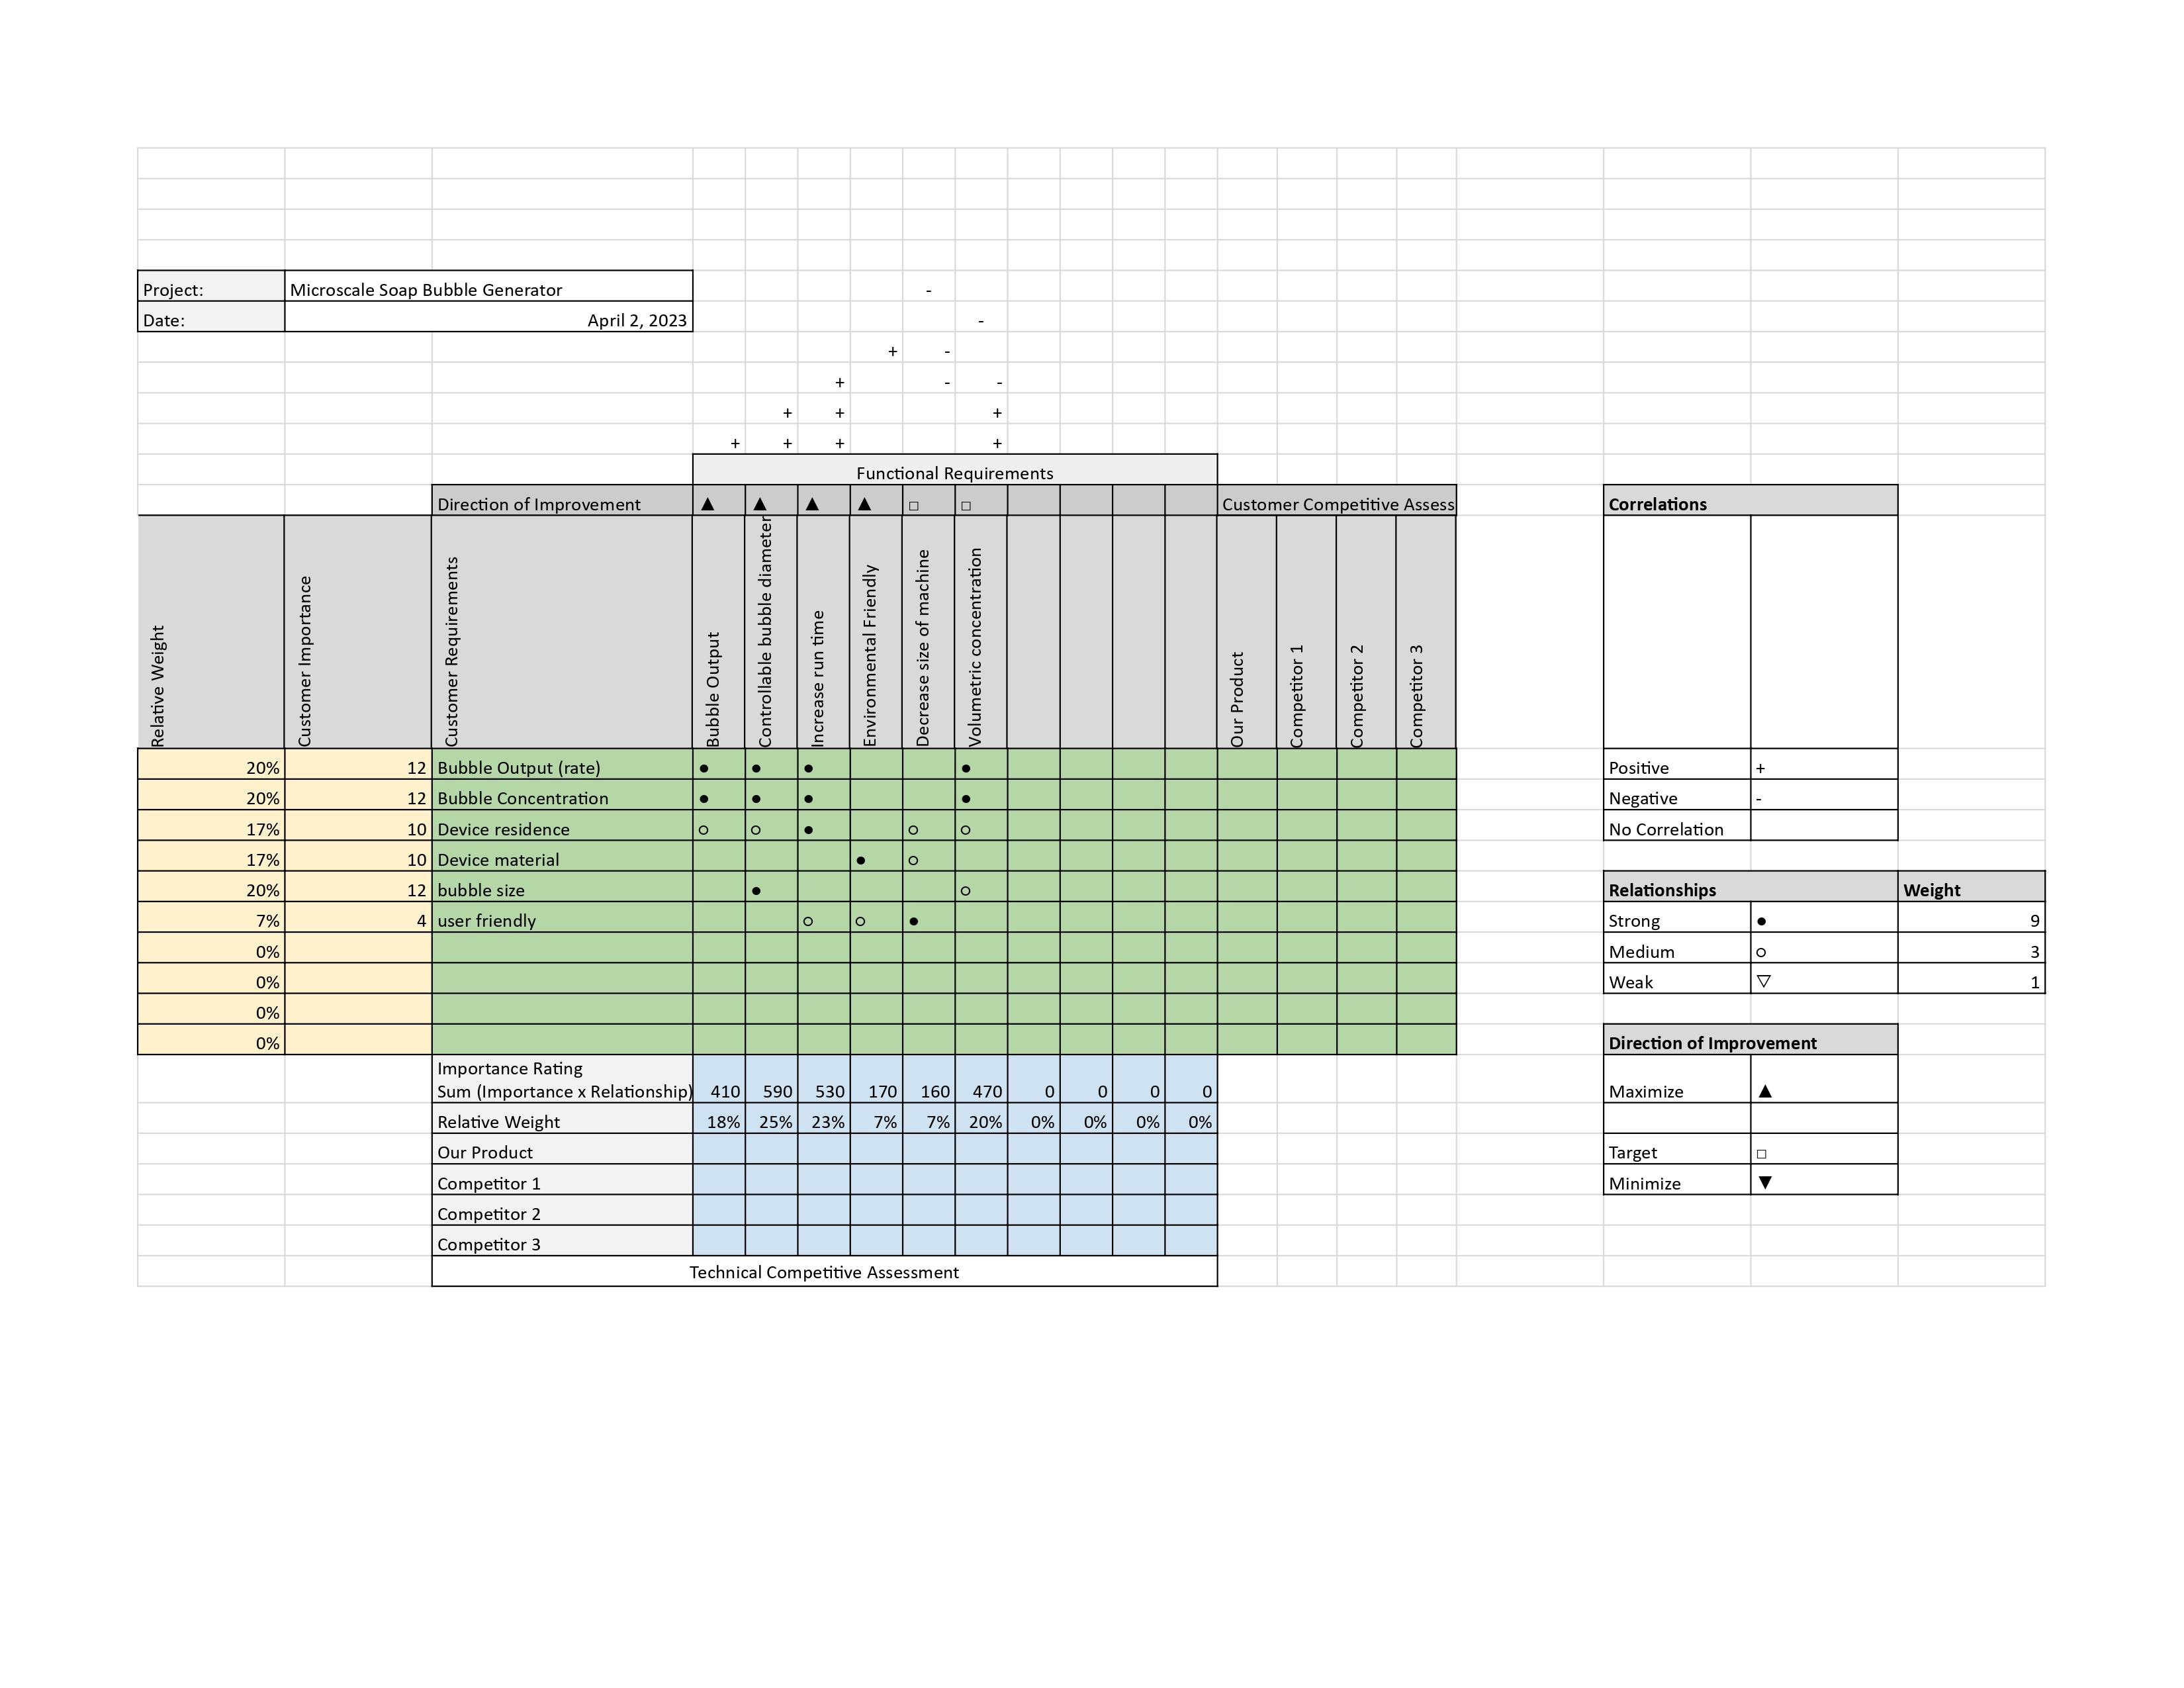 Project: Microscale Soap Bubble Generator -
Date: April 2, 2023 -
+ -
+ - -
+ + +
+ + + +
Functional Requirements
Direction of Improvement ▲ ▲ ▲ ▲ □ □ Customer Competitive Assess Correlations
Relative Weight
Customer Importance
Customer Requirements
Bubble Output
Controllable bubble diameter
Increase run time
Environmental Friendly
Decrease size of machine
Volumetric concentration
Our Product
Competitor 1
Competitor 2
Competitor 3
20% 12 Bubble Output (rate) ● ● ● ● Positive +
20% 12 Bubble Concentration ● ● ● ● Negative -
17% 10 Device residence ○ ○ ● ○ ○ No Correlation
17% 10 Device material ● ○
20% 12 bubble size ● ○ Relationships Weight
7% 4 user friendly ○ ○ ● Strong ● 9
0% Medium ○ 3
0% Weak ▽ 1
0%
0% Direction of Improvement
Importance Rating
Sum (Importance x Relationship) 410 590 530 170 160 470 0 0 0 0 Maximize ▲
Relative Weight 18% 25% 23% 7% 7% 20% 0% 0% 0% 0%
Our Product Target □
Competitor 1 Minimize ▼
Competitor 2
Competitor 3
Technical Competitive Assessment